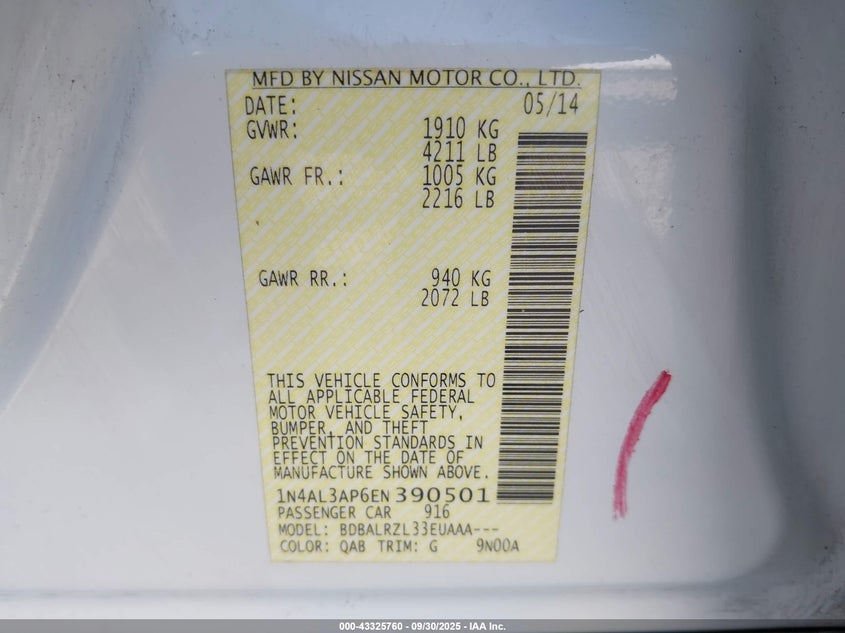 MFD BY NISSAN MOTOR CO., LTD.
DATE: 05/14
GVWR: 1910 KG
4211 LB
GAWR FR.: 1005 KG
2216 LB
GAWR RR.: 940 KG
2072 LB
THIS VEHICLE CONFORMS TO
ALL APPLICABLE FEDERAL
MOTOR VEHICLE SAFETY,
BUMPER, AND THEFT
PREVENTION STANDARDS IN
EFFECT ON THE DATE OF
MANUFACTURE SHOWN ABOVE.
1N4AL3AP6EN390501
PASSENGER CAR 916
MODEL: BDBALRZL33EUAAA---
COLOR: QAB TRIM: G 9N00A
000-43325760 - 09/30/2025 - IAA Inc.